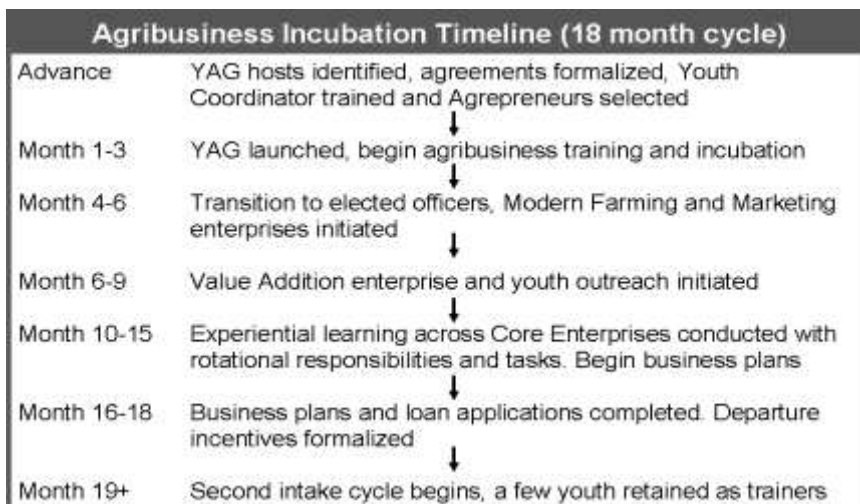 Agribusiness Incubation Timeline (18 month cycle)
Advance YAG hosts identified, agreements formalized, Youth
Coordinator trained and Agrepreneurs selected
Month 1-3 YAG launched, begin agribusiness training and incubation
Month 4-6 Transition to elected officers, Modern Farming and Marketing
enterprises initiated
Month 6-9 Value Addition enterprise and youth outreach initiated
Month 10-15 Experiential learning across Core Enterprises conducted with
rotational responsibilities and tasks. Begin business plans
Month 16-18 Business plans and loan applications completed. Departure
incentives formalized
Month 19+ Second intake cycle begins, a few youth retained as trainers